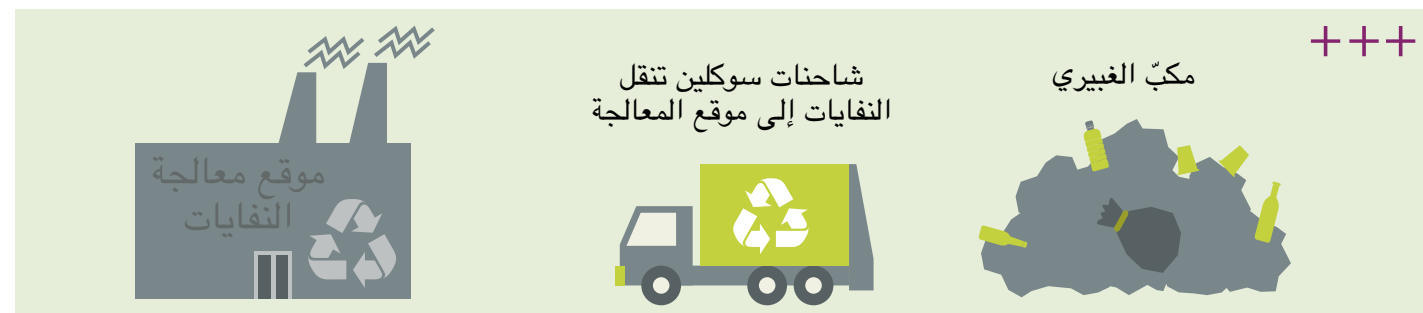 +++
مكبّ الغبيري
شاحنات سوكلين تنقل
النفايات إلى موقع المعالجة
موقع معالجة
النفايات